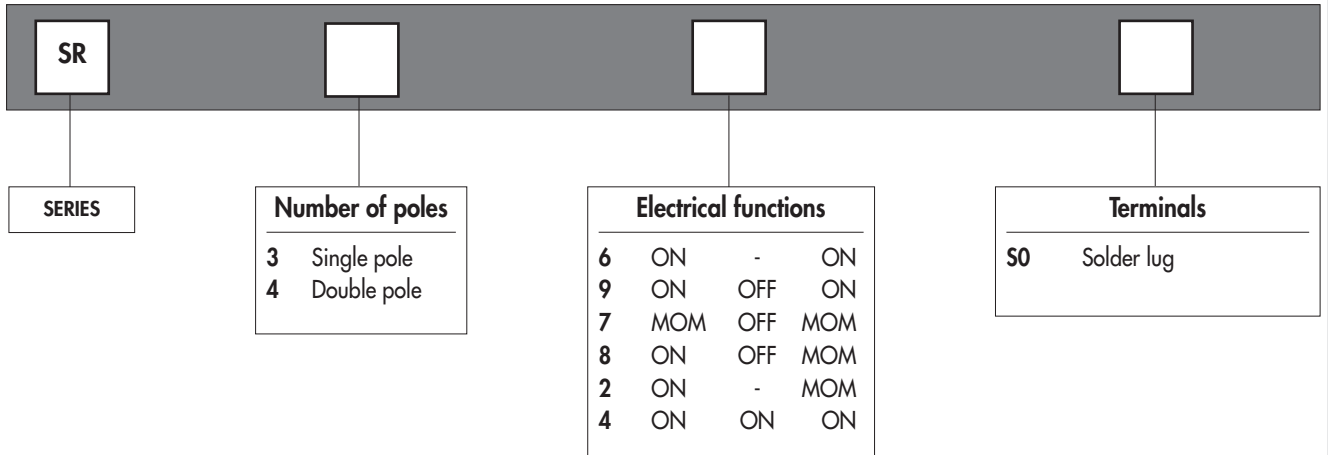 SR
SERIES
Number of poles
3 Single pole
4 Double pole
Electrical functions
6 ON - ON
9 ON OFF ON
7 MOM OFF MOM
8 ON OFF MOM
2 ON - MOM
4 ON ON ON
Terminals
S0 Solder lug